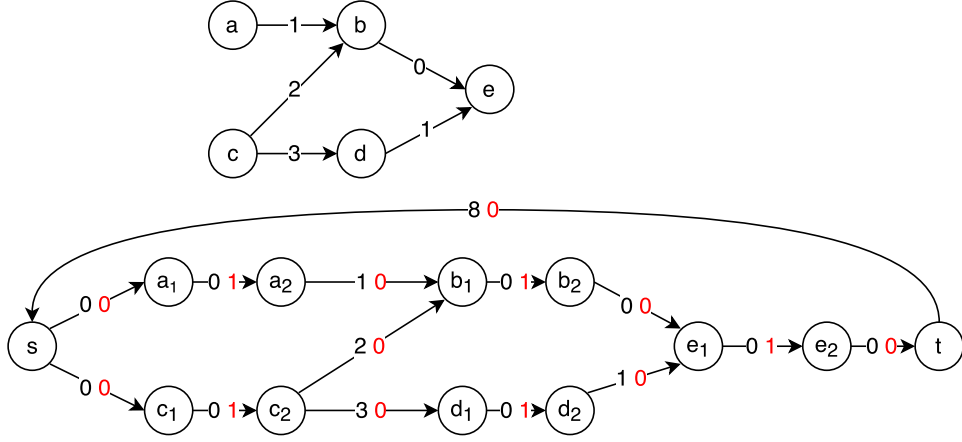 a 1 b
0
2 e
1
c 3 d
8 0
a₁ 0 1 a₂ 1 0 b₁ 0 1 b₂
0 0 0 0
s 2 0 e₁ 0 1 e₂ 0 0 t
0 0 1 0
c₁ 0 1 c₂ 3 0 d₁ 0 1 d₂